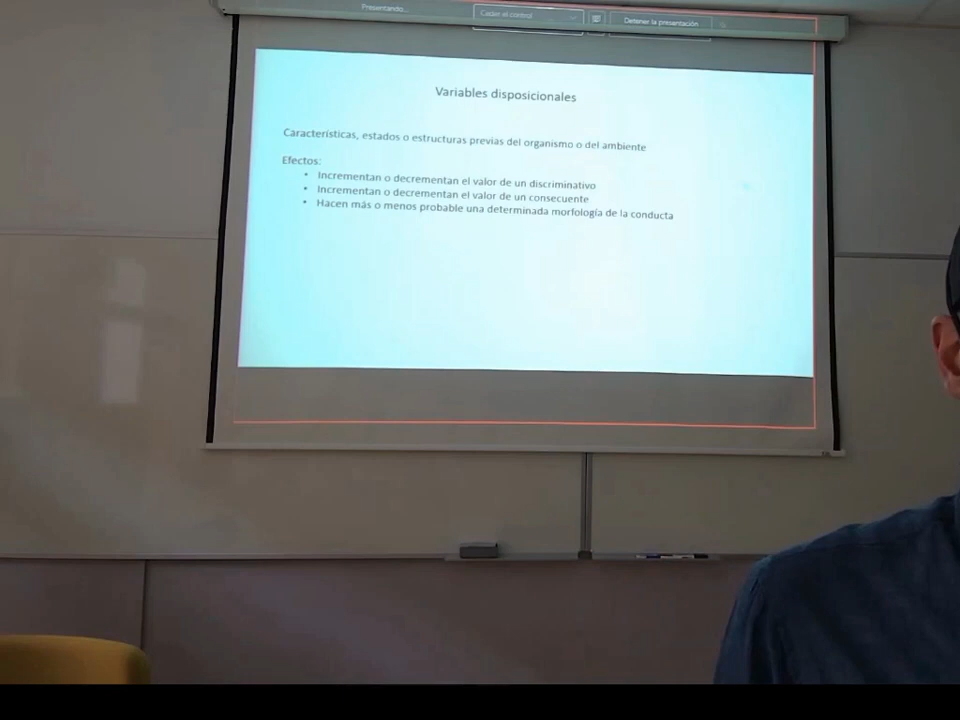 Presentando...
Ceder el control
Detener la presentación
Variables disposicionales
Características, estados o estructuras previas del organismo o del ambiente
Efectos:
• Incrementan o decrementan el valor de un discriminativo
• Incrementan o decrementan el valor de un consecuente
• Hacen más o menos probable una determinada morfología de la conducta